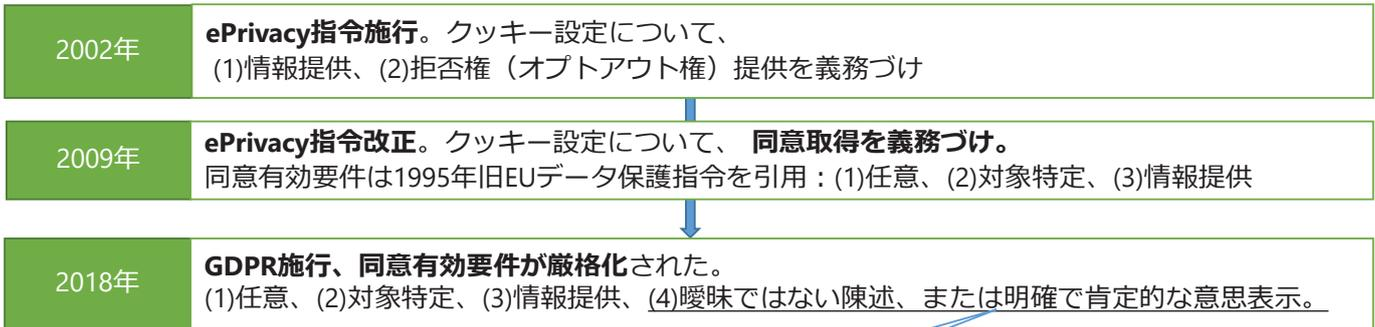 2002年
ePrivacy指令施行。クッキー設定について、
(1)情報提供、(2)拒否権（オプトアウト権）提供を義務づけ
2009年
ePrivacy指令改正。クッキー設定について、 同意取得を義務づけ。
同意有効要件は1995年旧EUデータ保護指令を引用：(1)任意、(2)対象特定、(3)情報提供
2018年
GDPR施行、同意有効要件が厳格化された。
(1)任意、(2)対象特定、(3)情報提供、(4)曖昧ではない陳述、または明確で肯定的な意思表示。